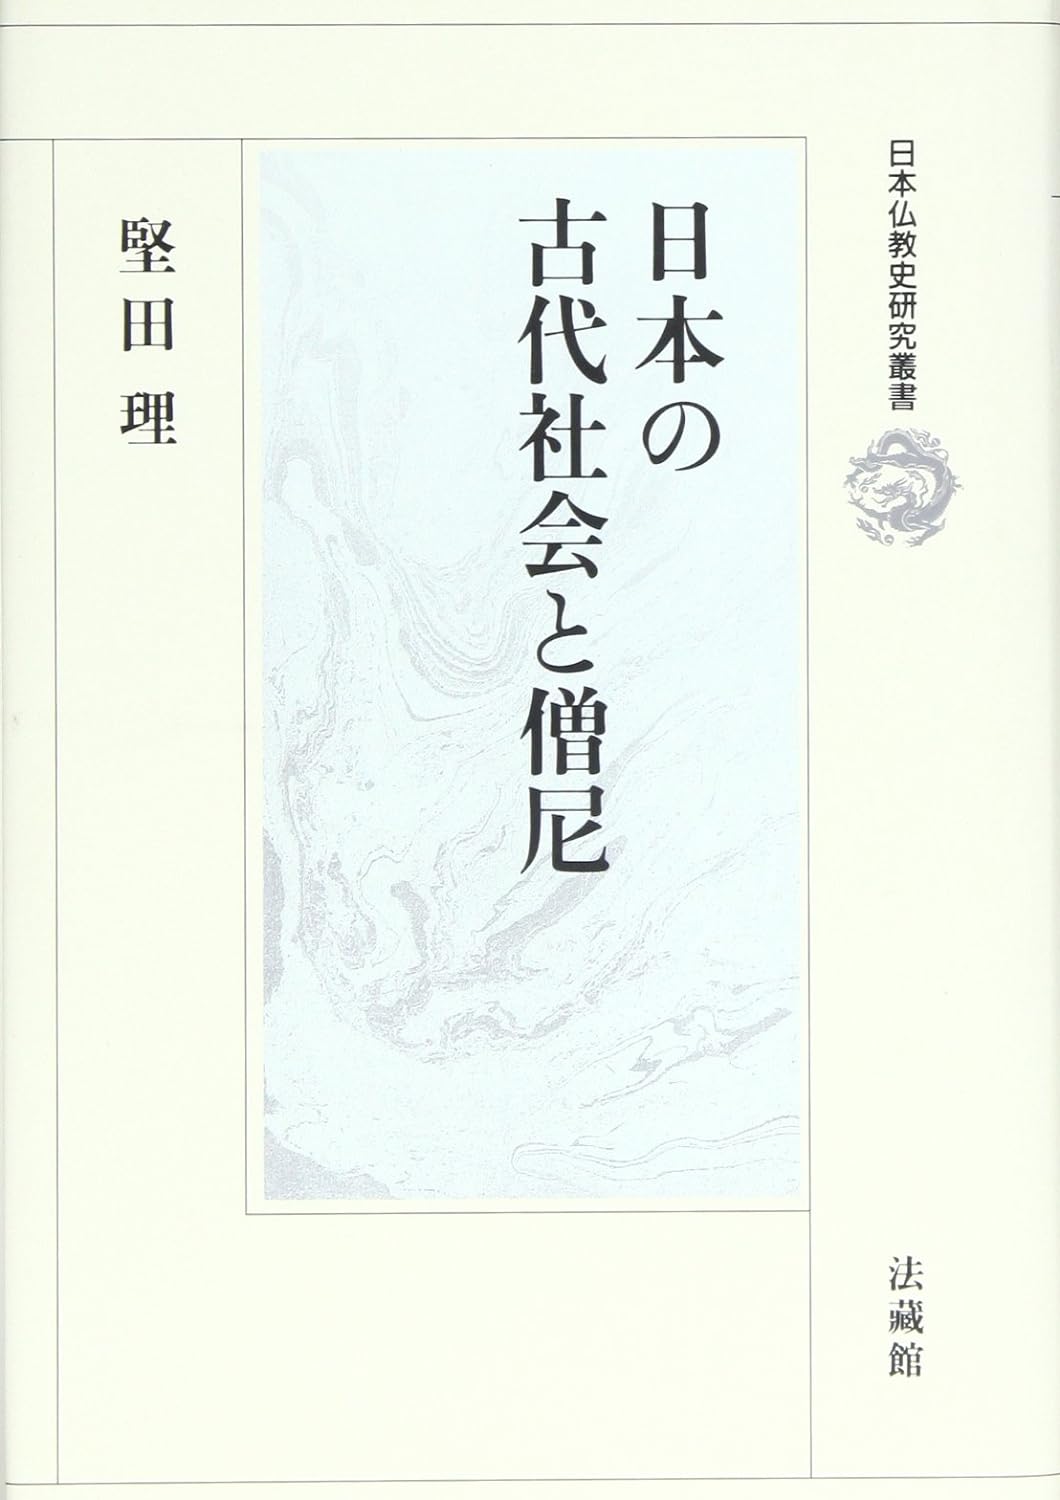 日本仏教史研究叢書
日本の
古代社会と僧尼
堅田 理
法藏館